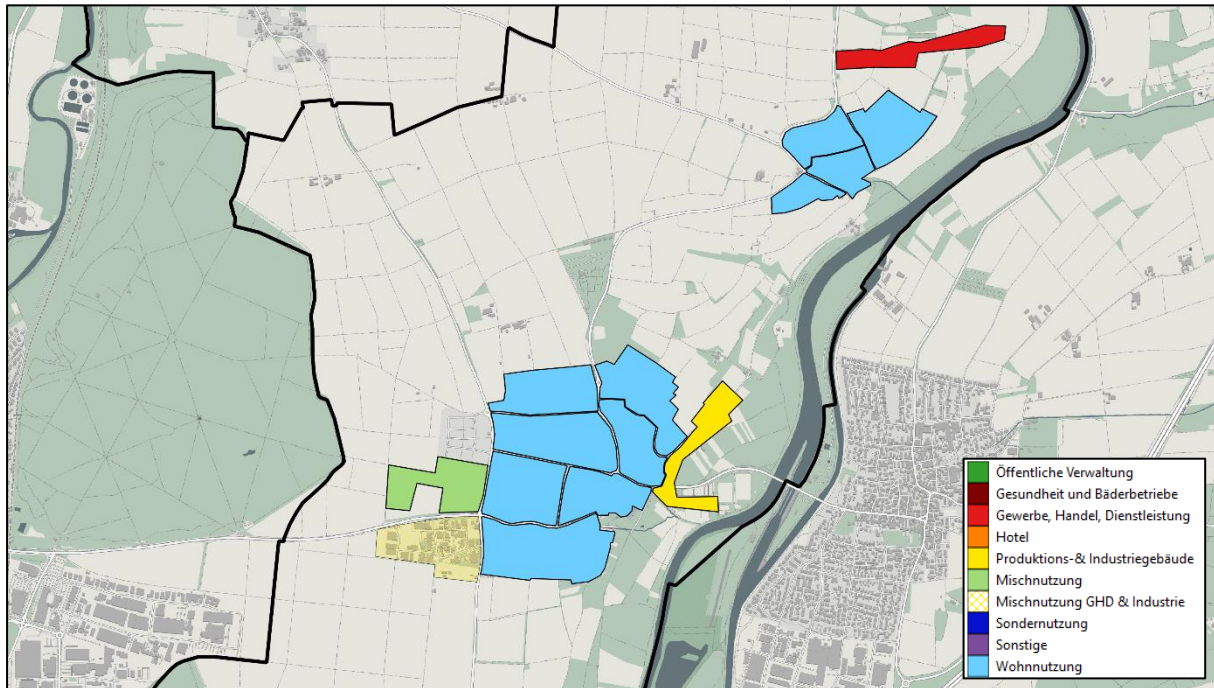 Öffentliche Verwaltung
Gesundheit und Bäderbetriebe
Gewerbe, Handel, Dienstleistung
Hotel
Produktions-& Industriegebäude
Mischnutzung
Mischnutzung GHD & Industrie
Sondernutzung
Sonstige
Wohnnutzung